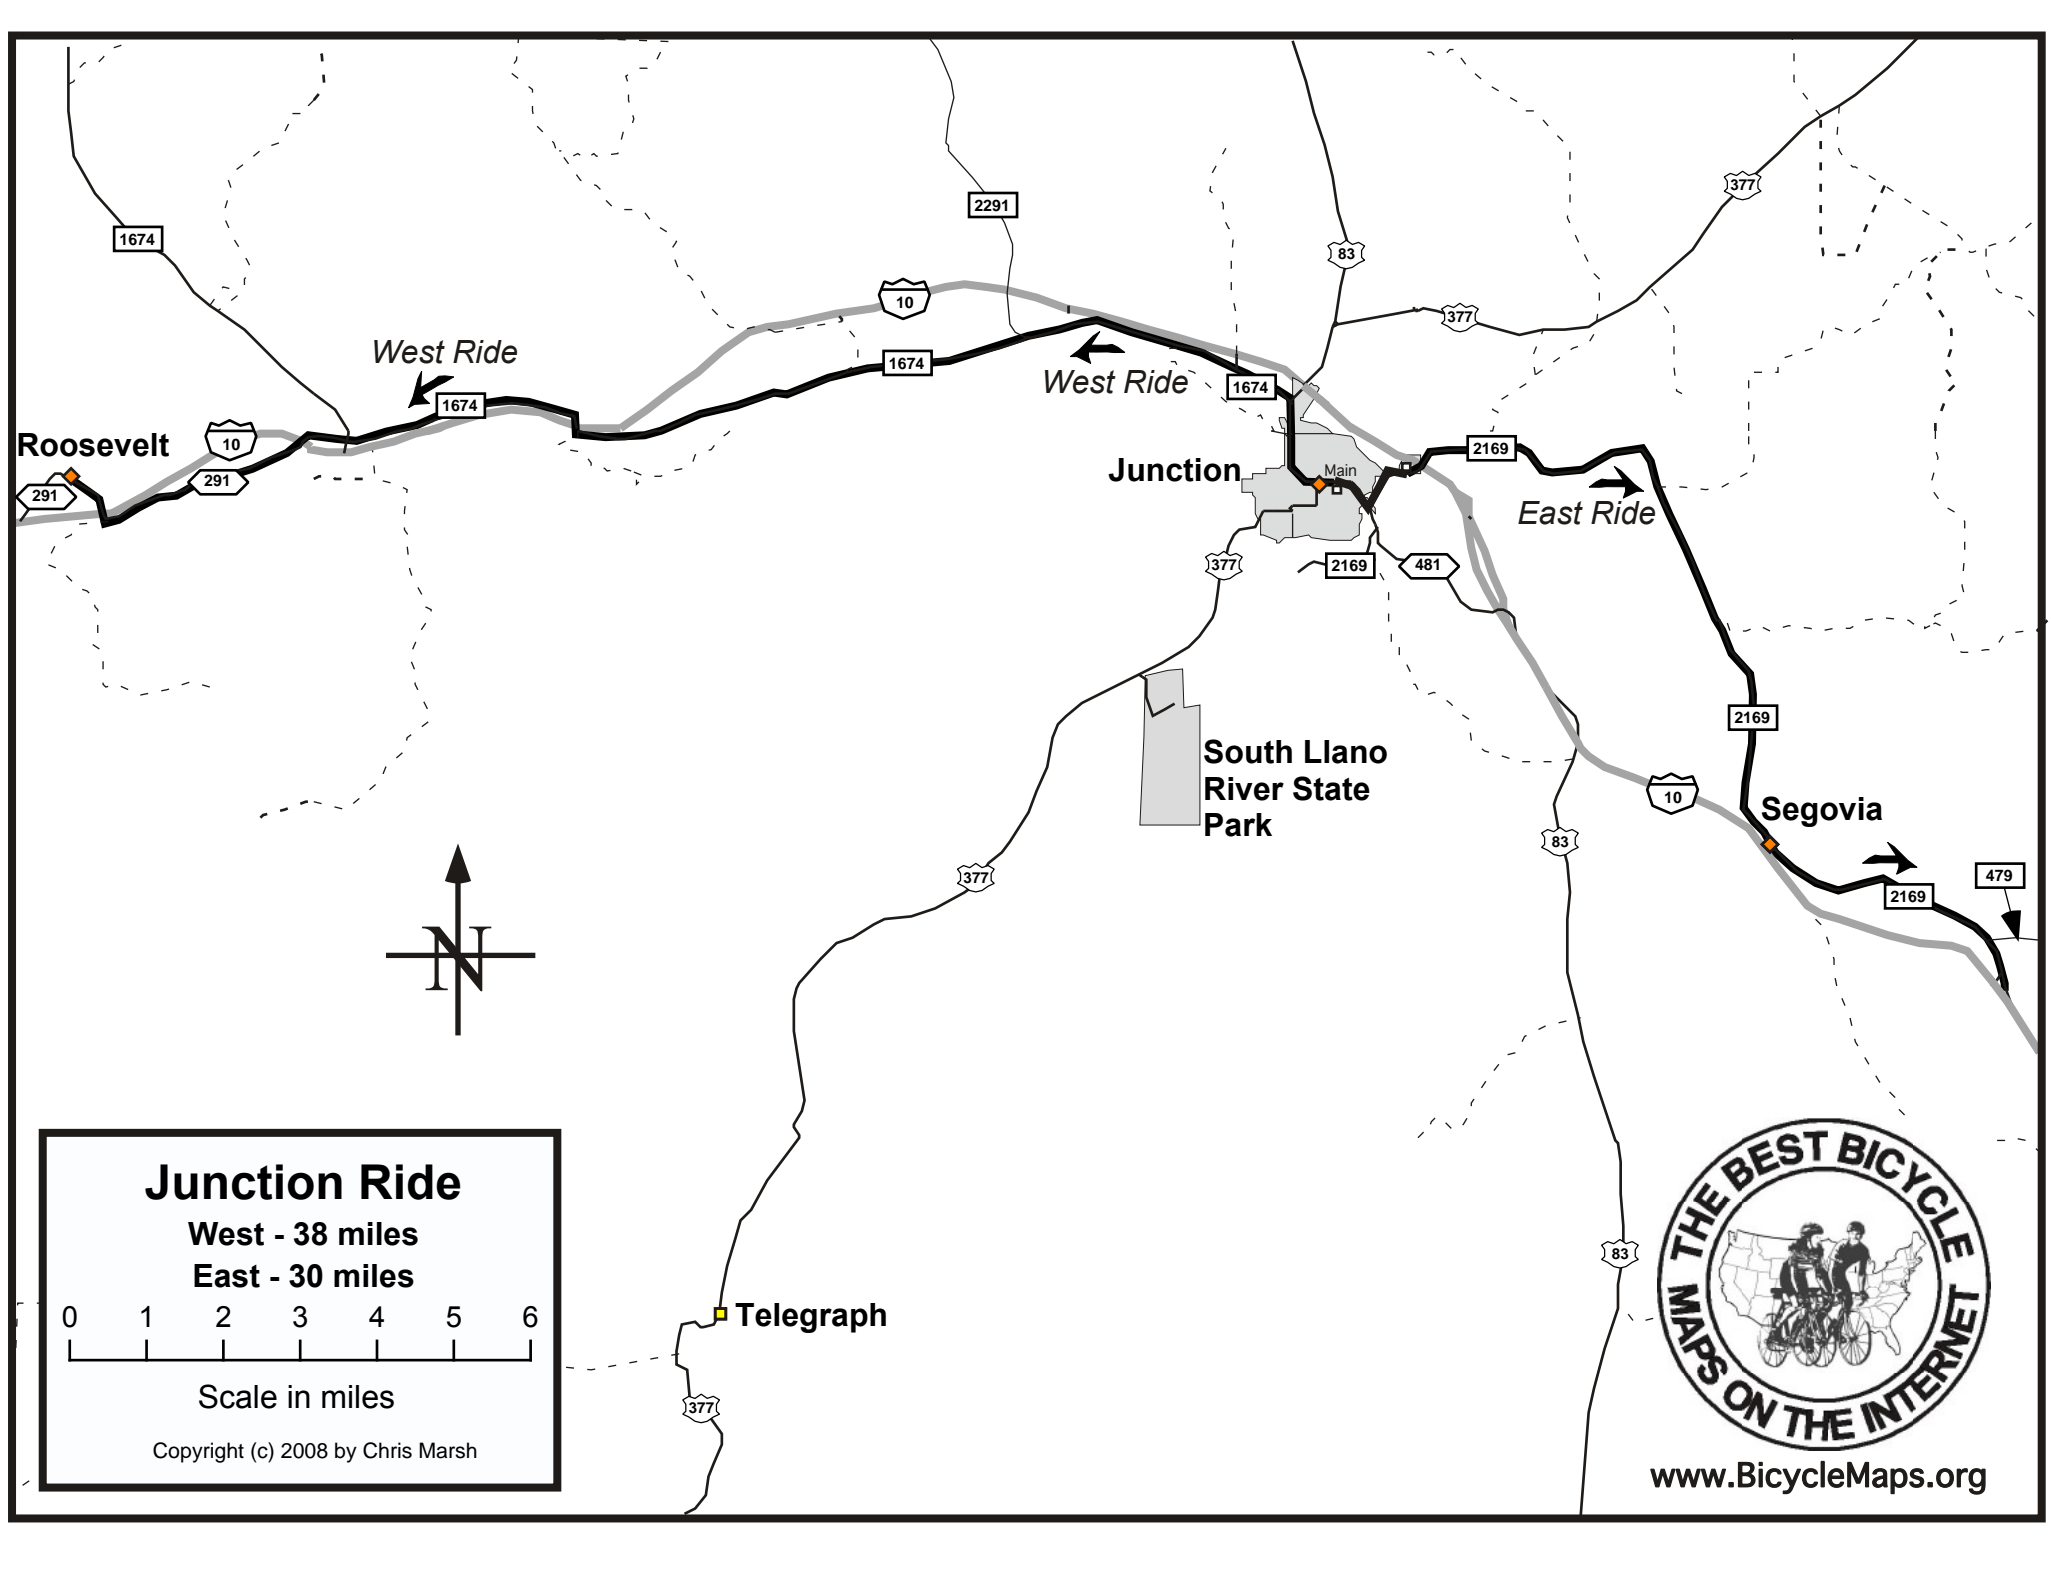 1674
2291
377
83
377
10
West Ride
1674
West Ride
1674
1674
10
Roosevelt
291
291
Junction
Main
2169
East Ride
377
2169
481
2169
South Llano
River State
Park
10
Segovia
83
377
2169
479
N
83
Telegraph
377
Junction Ride
West - 38 miles
East - 30 miles
0 1 2 3 4 5 6
Scale in miles
Copyright (c) 2008 by Chris Marsh
THE BEST BICYCLE
MAPS ON THE INTERNET
www.BicycleMaps.org